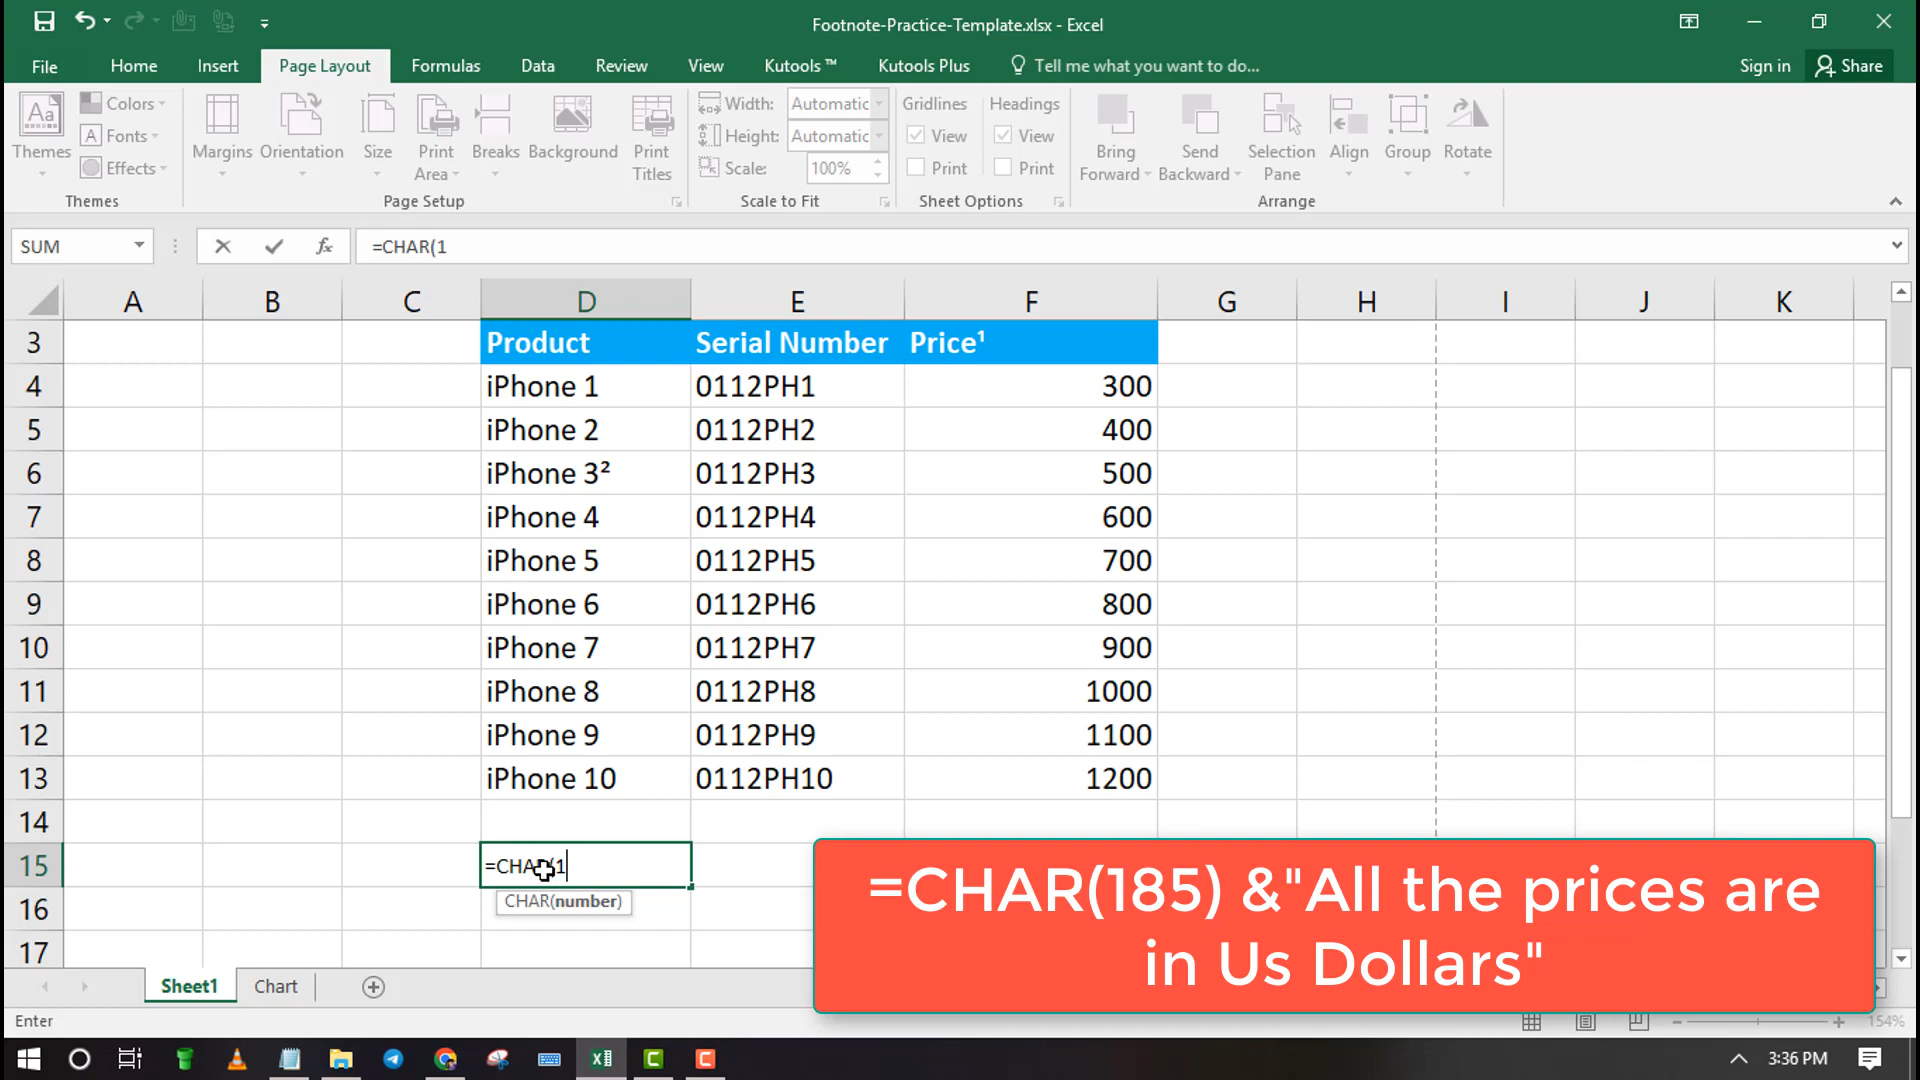 Footnote-Practice-Template.xlsx - Excel
File Home Insert Page Layout Formulas Data Review View Kutools ™ Kutools Plus Tell me what you want to do... Sign in Share
Themes Colors Fonts Effects Margins Orientation Size Print Area Breaks Background Print Titles Width: Automatic Height: Automatic Scale: 100% Gridlines View Print Headings View Print Bring Forward Send Backward Selection Pane Align Group Rotate
Themes Page Setup Scale to Fit Sheet Options Arrange
SUM fx =CHAR(1
A B C D E F G H I J K
3 Product Serial Number Price¹
4 iPhone 1 0112PH1 300
5 iPhone 2 0112PH2 400
6 iPhone 3² 0112PH3 500
7 iPhone 4 0112PH4 600
8 iPhone 5 0112PH5 700
9 iPhone 6 0112PH6 800
10 iPhone 7 0112PH7 900
11 iPhone 8 0112PH8 1000
12 iPhone 9 0112PH9 1100
13 iPhone 10 0112PH10 1200
14
15 =CHAR(1
16 CHAR(number)
17
=CHAR(185) &"All the prices are
in Us Dollars"
Sheet1 Chart
Enter 154%
3:36 PM